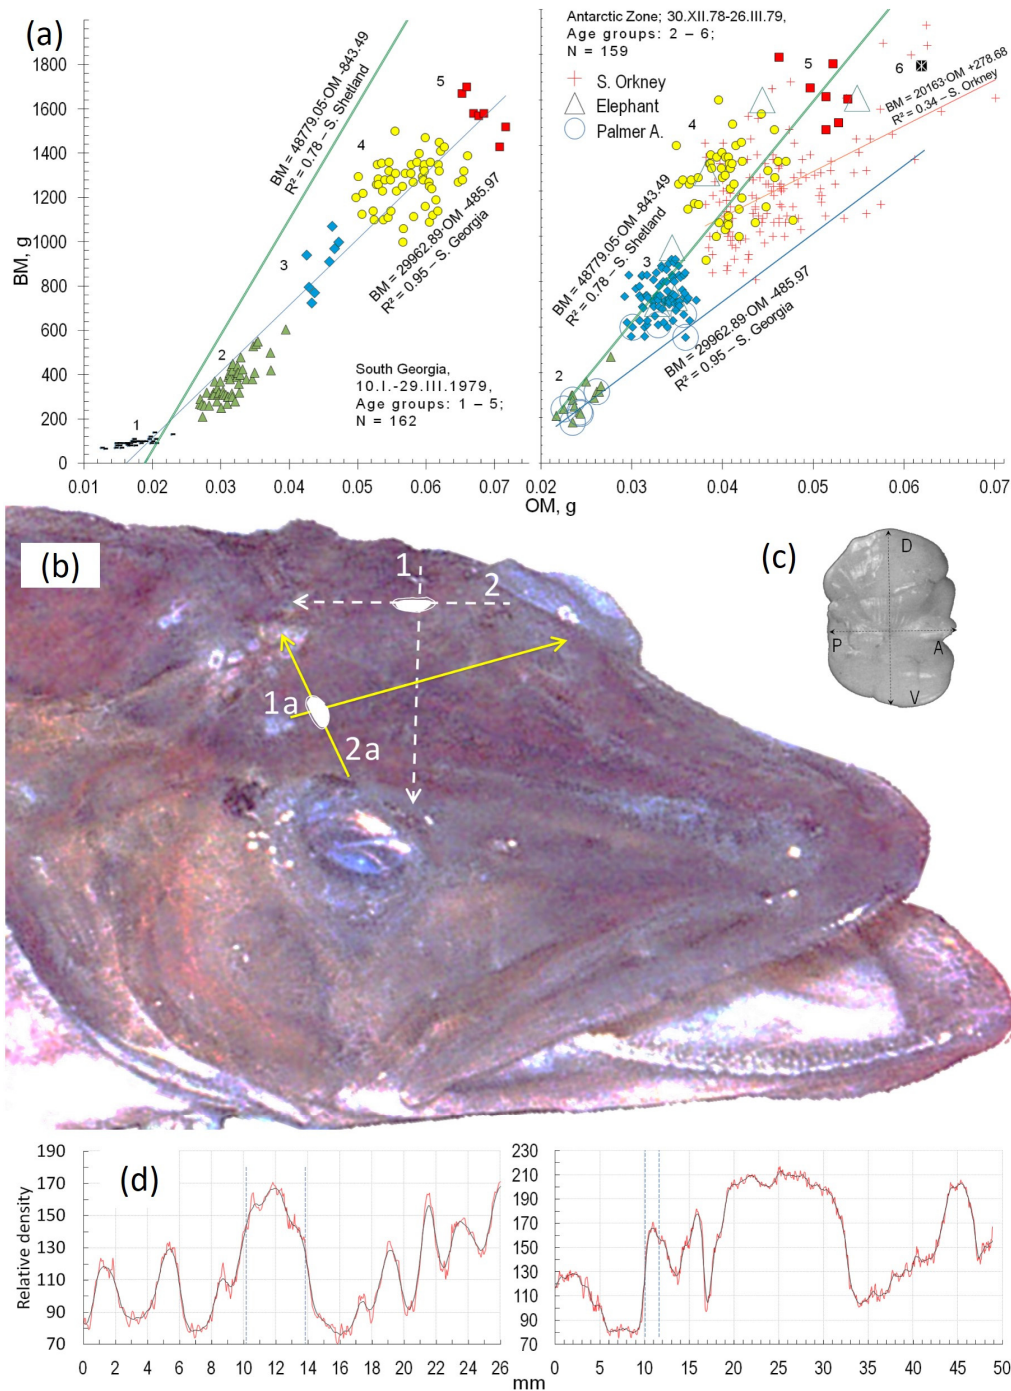 (a)
BM, g
1800
1600
1400
1200
1000
800
600
400
200
0
0.01
0.02
0.03
0.04
0.05
0.06
0.07
BM = 48779.05·OM -843.49
R² = 0.78 – S. Shetland
BM = 29962.89·OM -485.97
R² = 0.95 – S. Georgia
1
2
3
4
5
South Georgia,
10.I.-29.III.1979,
Age groups: 1 – 5;
N = 162
Antarctic Zone; 30.XII.78-26.III.79,
Age groups: 2 – 6;
N = 159
S. Orkney
Elephant
Palmer A.
2
3
4
5
6
BM = 20163·OM +278.68
R² = 0.34 – S. Orkney
BM = 48779.05·OM -843.49
R² = 0.78 – S. Shetland
BM = 29962.89·OM -485.97
R² = 0.95 – S. Georgia
0.02
0.03
0.04
0.05
0.06
0.07
OM, g
(b)
1
2
1a
2a
(c)
D
P
A
V
(d)
Relative density
190
170
150
130
110
90
70
0 2 4 6 8 10 12 14 16 18 20 22 24 26
230
210
190
170
150
130
110
90
70
0 5 10 15 20 25 30 35 40 45 50
mm